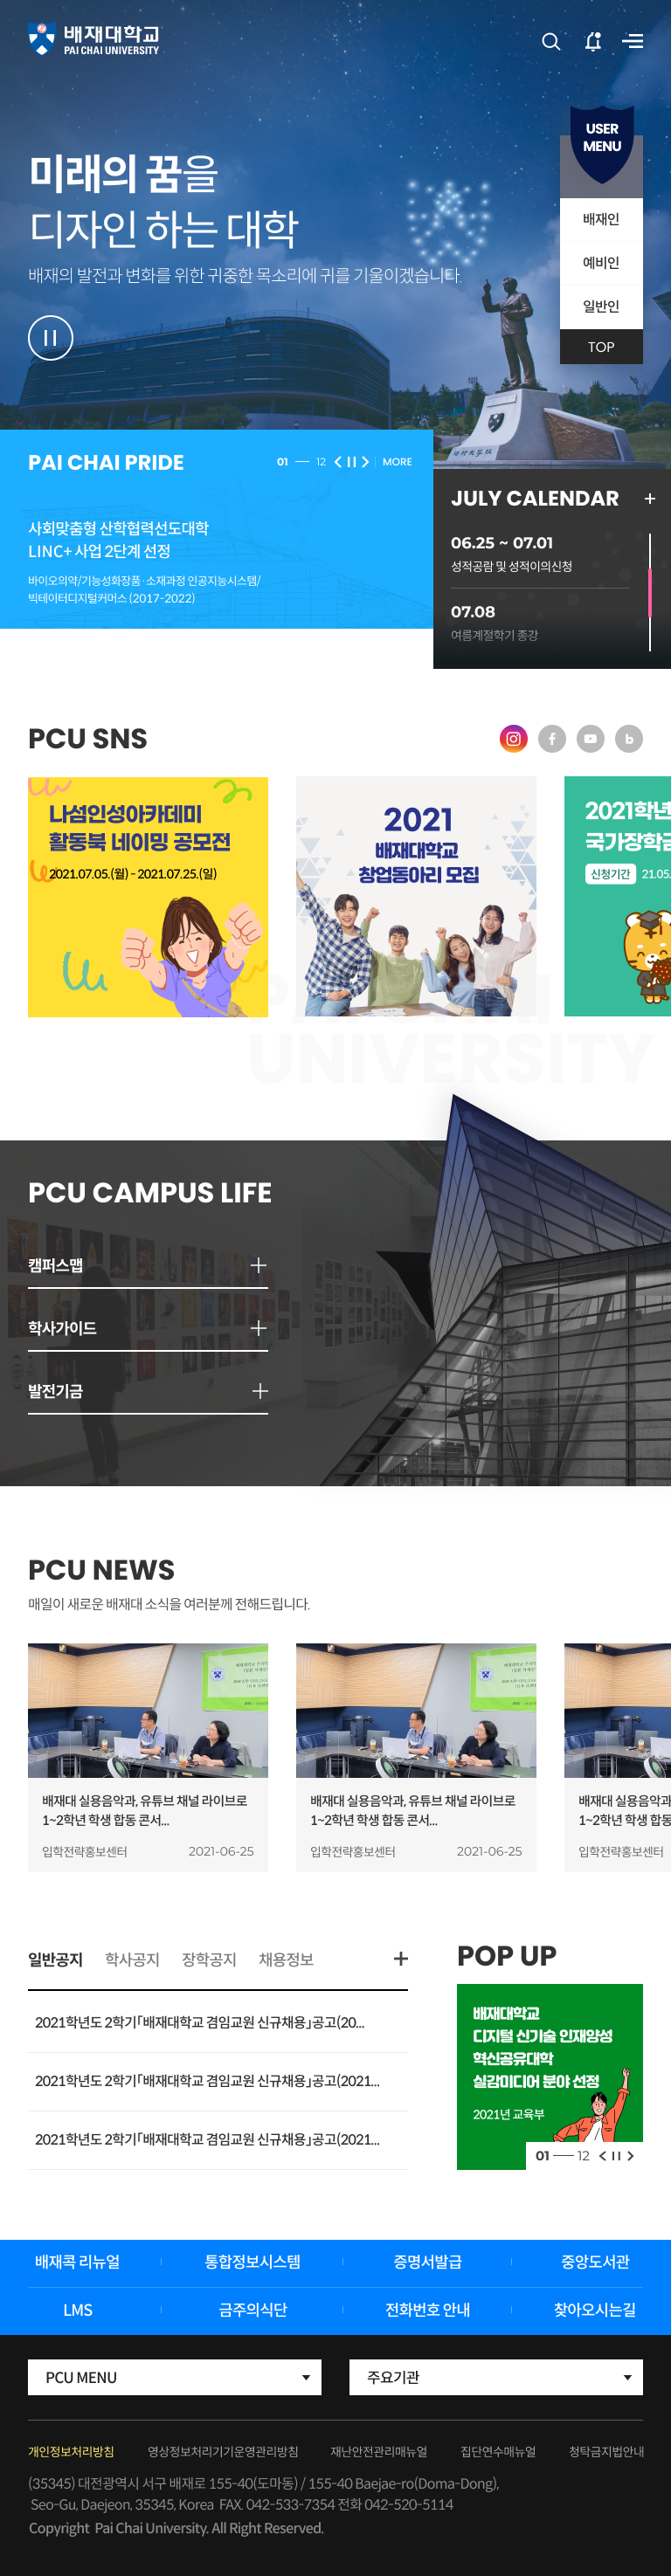 배재대학교
PAI CHAI UNIVERSITY
USER
MENU
미래의 꿈을
디자인 하는 대학
배재의 발전과 변화를 위한 귀중한 목소리에 귀를 기울이겠습니다.
배재인
예비인
일반인
TOP
PAI CHAI PRIDE
01 12 MORE
사회맞춤형 산학협력선도대학
LINC+ 사업 2단계 선정
바이오의약/기능성화장품·소재과정 인공지능시스템/
빅테이터디지털커머스 (2017-2022)
JULY CALENDAR
06.25 ~ 07.01
성적공람 및 성적이의신청
07.08
여름계절학기 종강
PCU SNS
나섬인성아카데미
활동북 네이밍 공모전
2021.07.05.(월) - 2021.07.25.(일)
2021
배재대학교
창업동아리 모집
2021학년
국가장학금
신청기간 21.05.
UNIVERSITY
PCU CAMPUS LIFE
캠퍼스맵
학사가이드
발전기금
PCU NEWS
매일이 새로운 배재대 소식을 여러분께 전해드립니다.
배재대 실용음악과, 유튜브 채널 라이브로
1~2학년 학생 합동 콘서...
입학전략홍보센터 2021-06-25
배재대 실용음악과, 유튜브 채널 라이브로
1~2학년 학생 합동 콘서...
입학전략홍보센터 2021-06-25
배재대 실용음악과
1~2학년 학생 합동
입학전략홍보센터
일반공지 학사공지 장학공지 채용정보
2021학년도 2학기「배재대학교 겸임교원 신규채용」공고(20...
2021학년도 2학기「배재대학교 겸임교원 신규채용」공고(2021...
2021학년도 2학기「배재대학교 겸임교원 신규채용」공고(2021...
POP UP
배재대학교
디지털 신기술 인재양성
혁신공유대학
실감미디어 분야 선정
2021년 교육부
01 12
배재콕 리뉴얼 통합정보시스템 증명서발급 중앙도서관
LMS 금주의식단 전화번호 안내 찾아오시는길
PCU MENU 주요기관
개인정보처리방침 영상정보처리기기운영관리방침 재난안전관리매뉴얼 집단연수매뉴얼 청탁금지법안내
(35345) 대전광역시 서구 배재로 155-40(도마동) / 155-40 Baejae-ro(Doma-Dong),
Seo-Gu, Daejeon, 35345, Korea FAX. 042-533-7354 전화 042-520-5114
Copyright Pai Chai University. All Right Reserved.